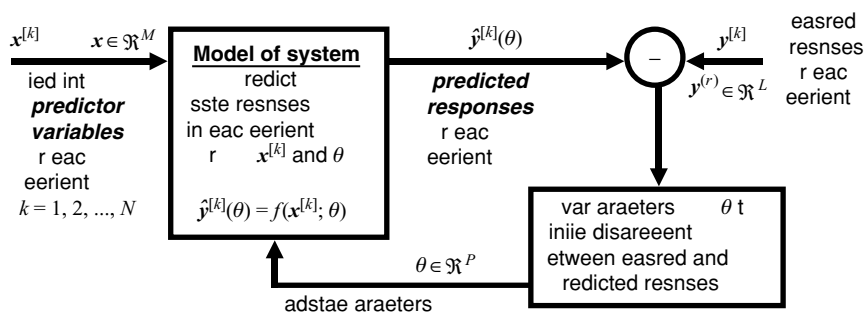 x^[k]
x ∈ ℜ^M
ied int
predictor
variables
r eac
eerient
k = 1, 2, ..., N
Model of system
redict
sste resnses
in eac eerient
r x^[k] and θ
ŷ^[k](θ) = f(x^[k]; θ)
ŷ^[k](θ)
predicted
responses
r eac
eerient
−
y^[k]
y^(r) ∈ ℜ^L
easred
resnses
r eac
eerient
var araeters θ t
iniie disareeent
etween easred and
redicted resnses
θ ∈ ℜ^P
adstae araeters